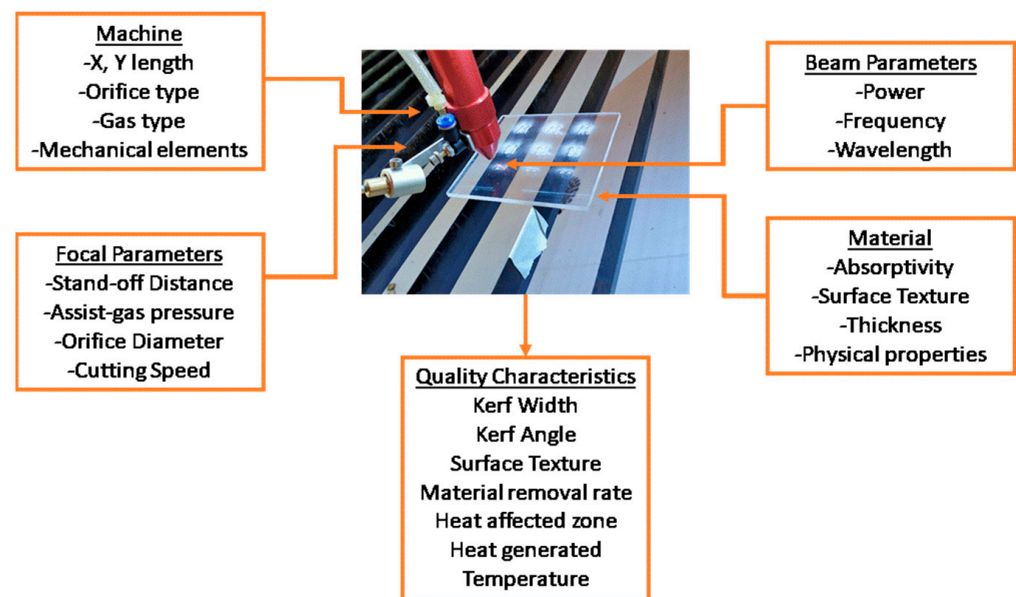 Machine
-X, Y length
-Orifice type
-Gas type
-Mechanical elements
Beam Parameters
-Power
-Frequency
-Wavelength
Focal Parameters
-Stand-off Distance
-Assist-gas pressure
-Orifice Diameter
-Cutting Speed
Material
-Absorptivity
-Surface Texture
-Thickness
-Physical properties
Quality Characteristics
Kerf Width
Kerf Angle
Surface Texture
Material removal rate
Heat affected zone
Heat generated
Temperature